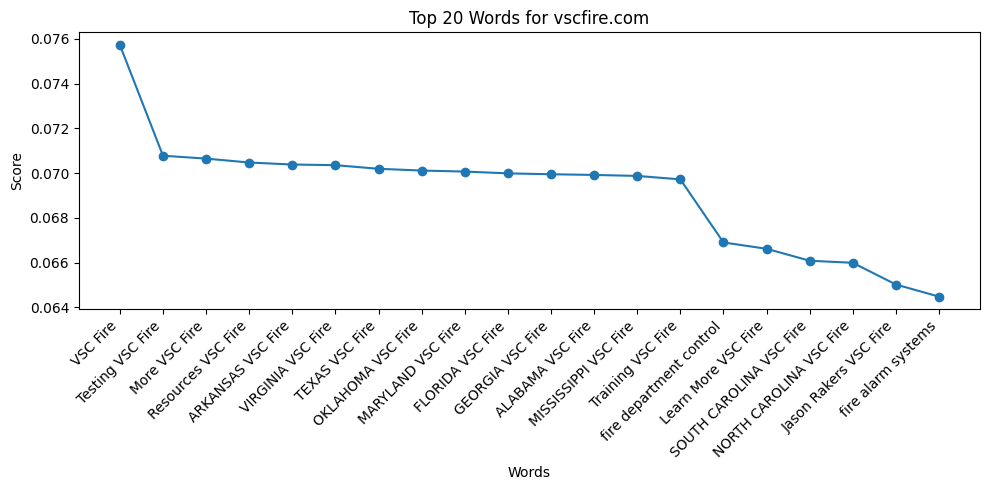 Top 20 Words for vscfire.com
0.076
0.074
0.072
0.070
0.068
0.066
0.064
Score
VSC Fire
Testing VSC Fire
More VSC Fire
Resources VSC Fire
ARKANSAS VSC Fire
VIRGINIA VSC Fire
TEXAS VSC Fire
OKLAHOMA VSC Fire
MARYLAND VSC Fire
FLORIDA VSC Fire
GEORGIA VSC Fire
ALABAMA VSC Fire
MISSISSIPPI VSC Fire
Training VSC Fire
fire department control
Learn More VSC Fire
SOUTH CAROLINA VSC Fire
NORTH CAROLINA VSC Fire
Jason Rakers VSC Fire
fire alarm systems
Words